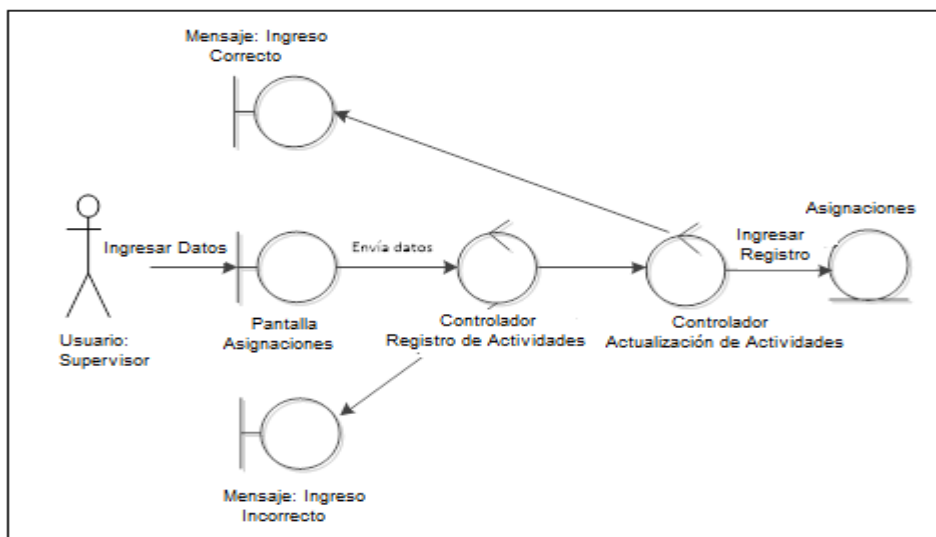 Mensaje: Ingreso
Correcto
Asignaciones
Ingresar Datos
Envía datos
Ingresar
Registro
Usuario:
Supervisor
Pantalla
Asignaciones
Controlador
Registro de Actividades
Controlador
Actualización de Actividades
Mensaje: Ingreso
Incorrecto